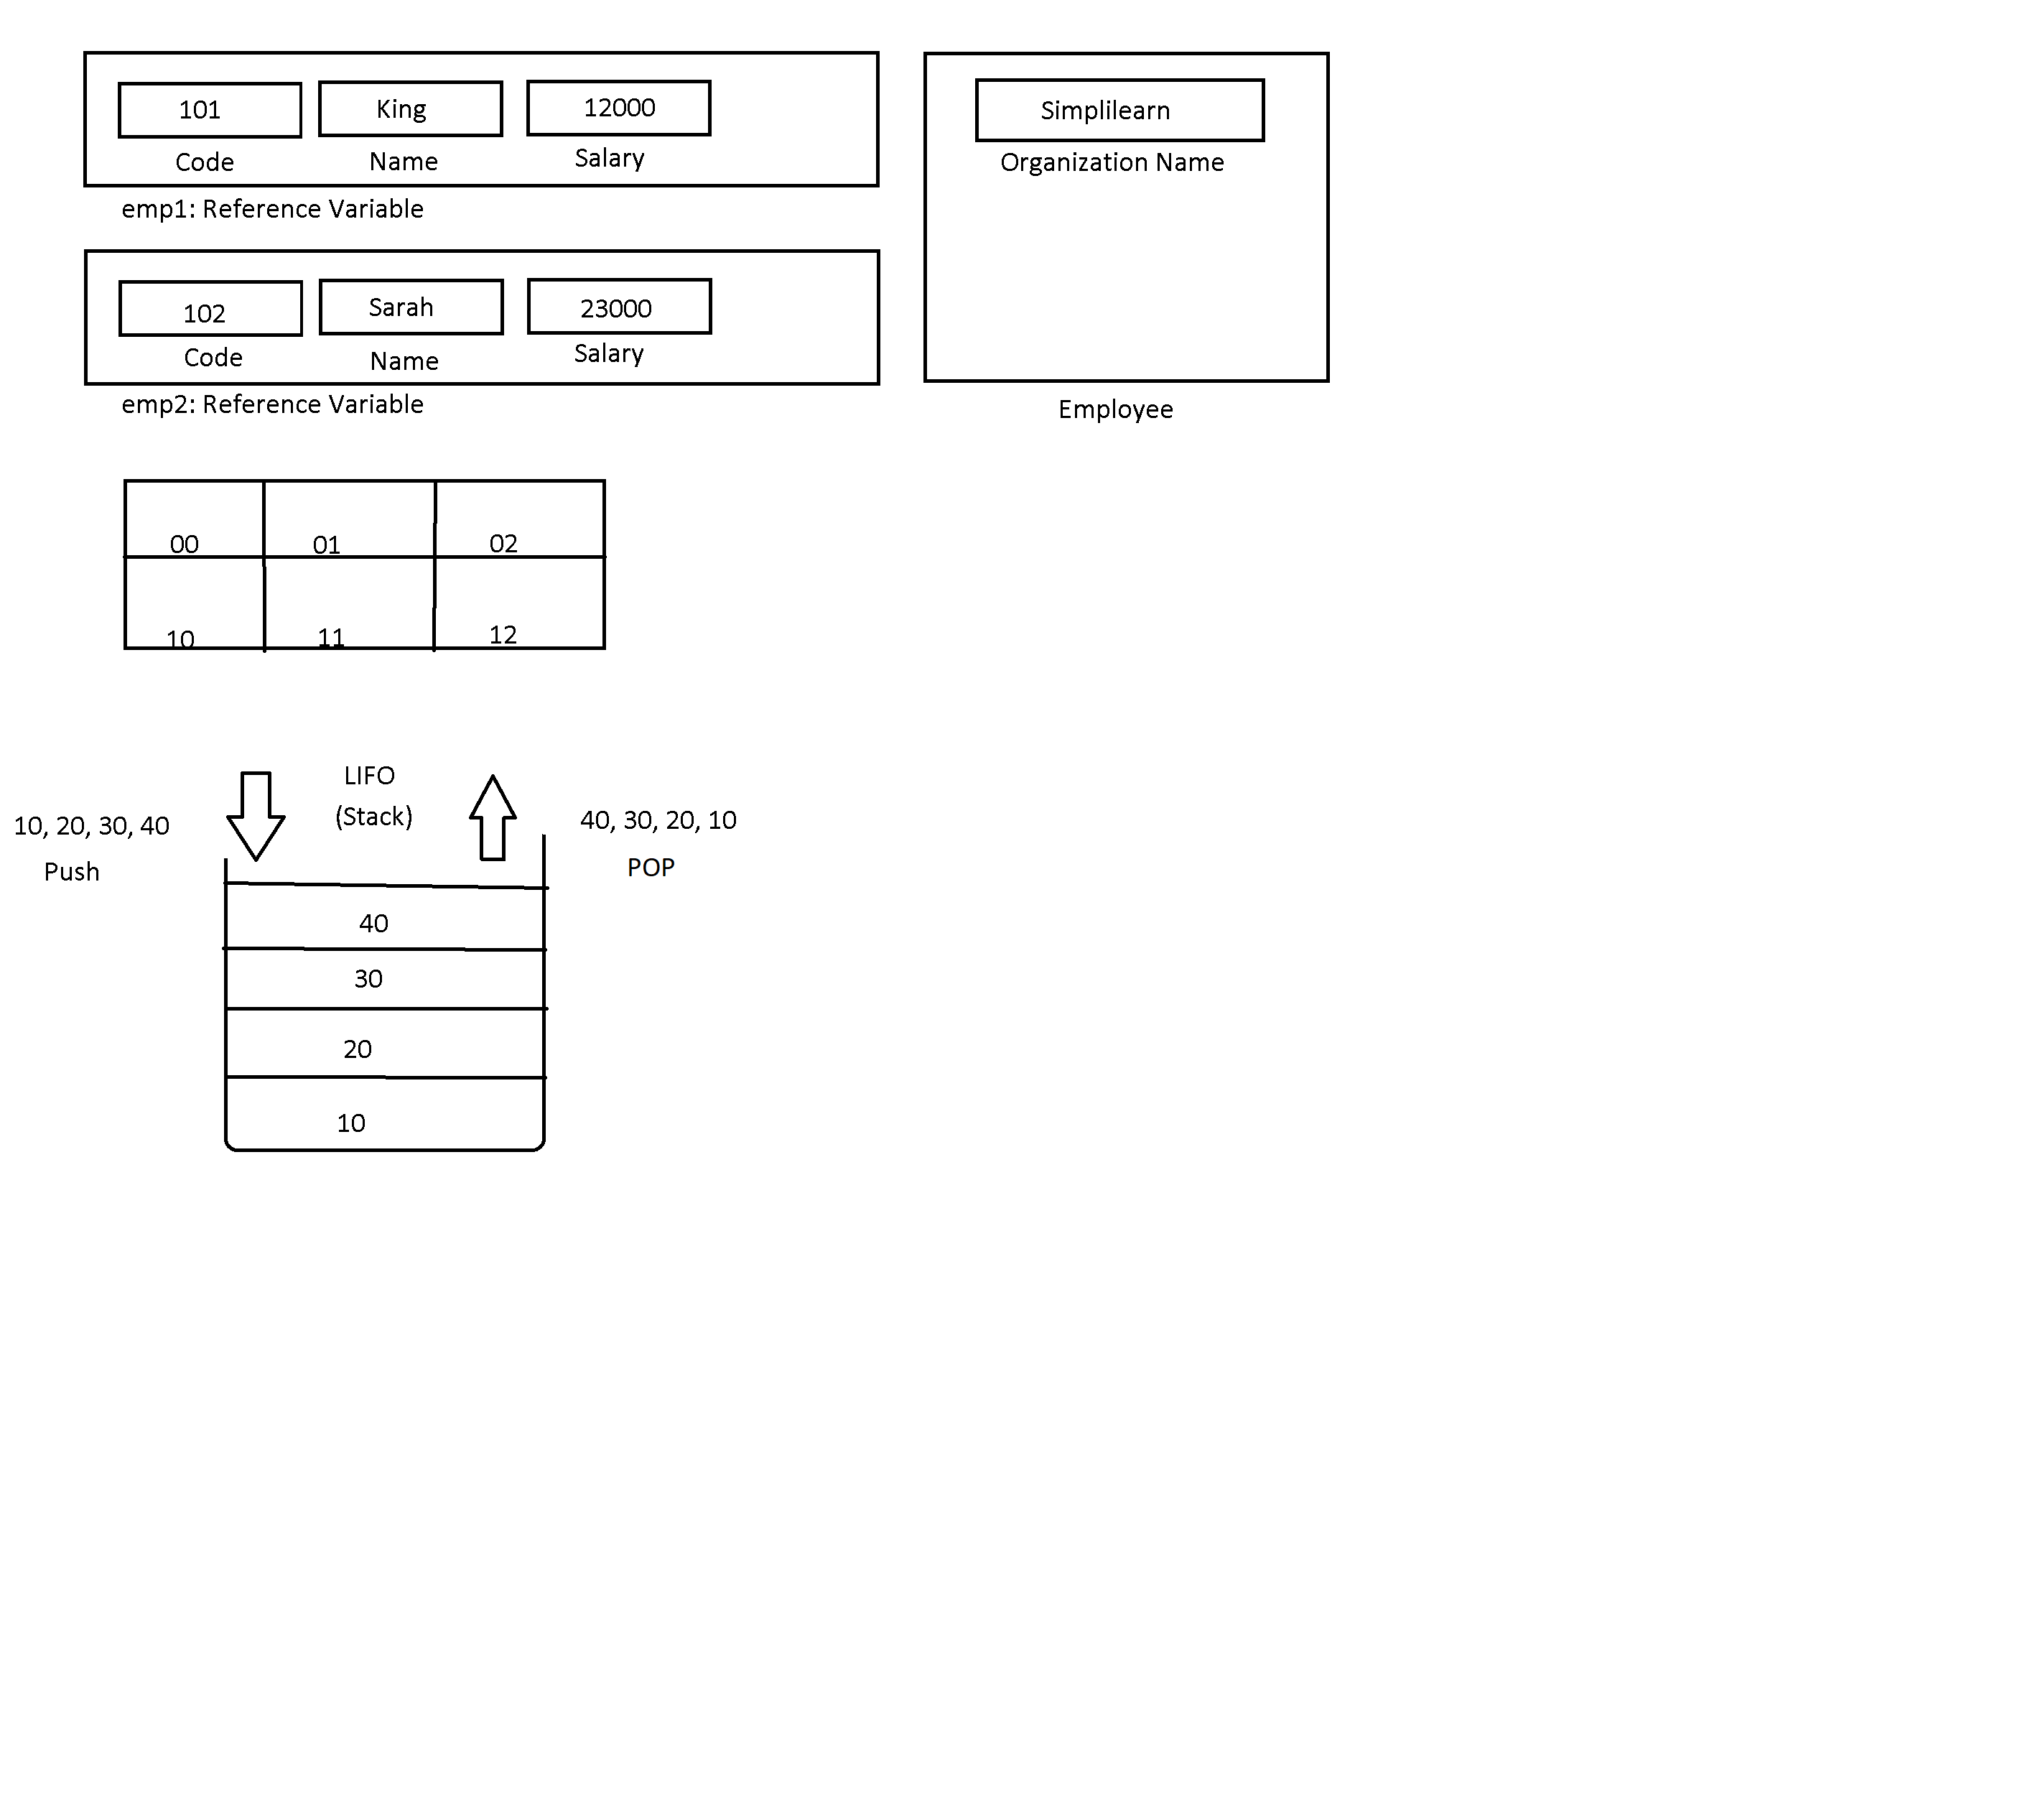 101
King
12000
Code
Name
Salary
emp1: Reference Variable
102
Sarah
23000
Code
Name
Salary
emp2: Reference Variable
Simplilearn
Organization Name
Employee
00
01
02
10
11
12
10, 20, 30, 40
Push
LIFO
(Stack)
40, 30, 20, 10
POP
40
30
20
10